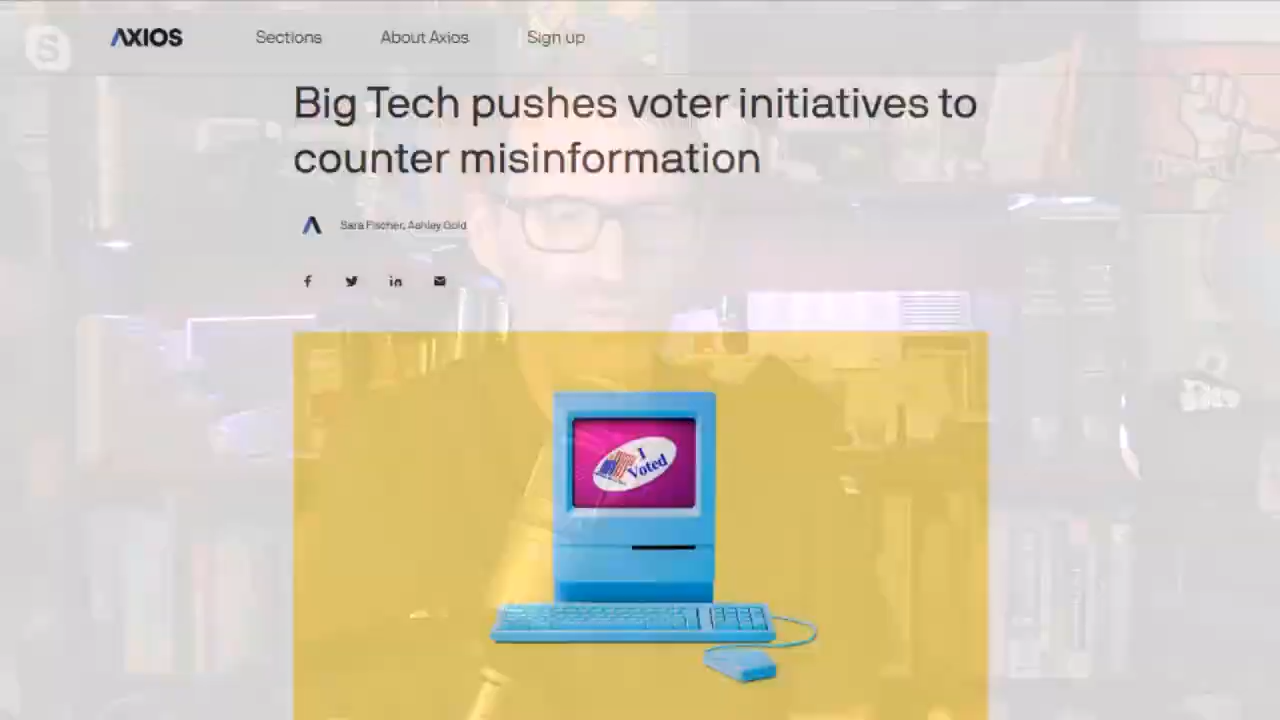 AXIOS Sections About Axios Sign up
Big Tech pushes voter initiatives to
counter misinformation
Sara Fischer, Ashley Gold
I
Voted